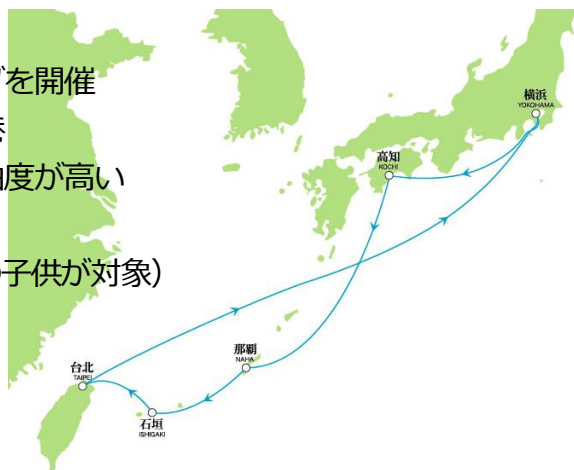 を開催
度が高い
子供が対象）
横浜
YOKOHAMA
高知
KOCHI
那覇
NAHA
台北
TAIPEI
石垣
ISHIGAKI